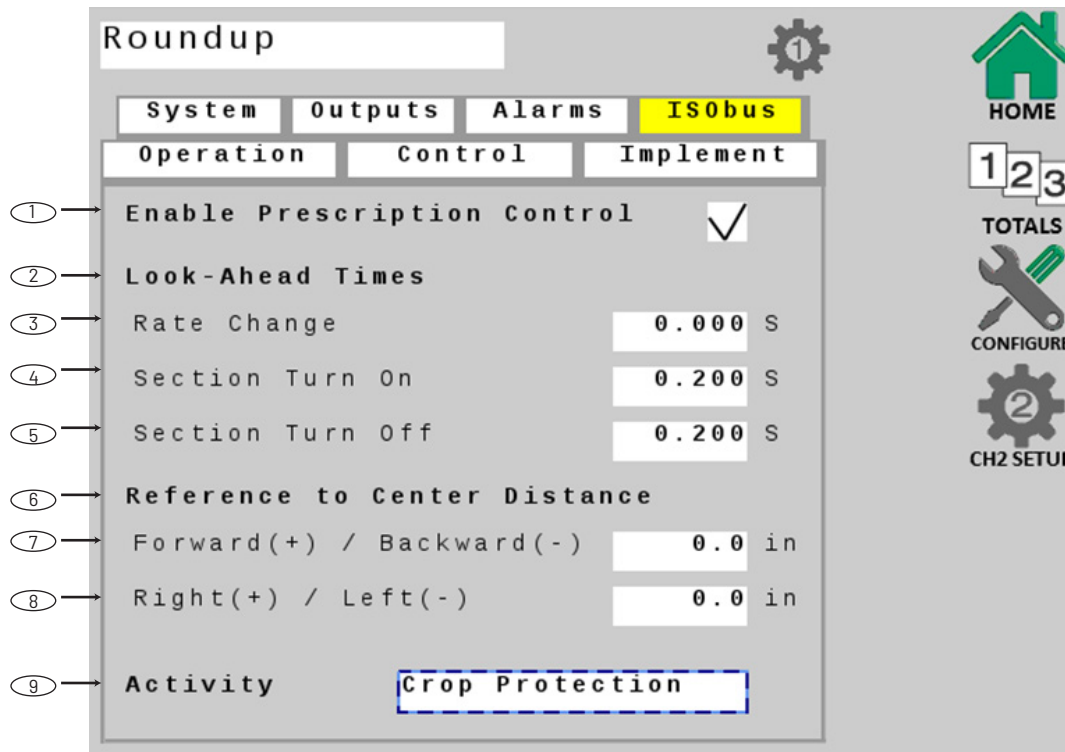 Roundup
1
System Outputs Alarms ISObus
HOME
Operation Control Implement
123
1 Enable Prescription Control
TOTALS
2 Look-Ahead Times
3 Rate Change 0.000 S
CONFIGURE
4 Section Turn On 0.200 S
2
5 Section Turn Off 0.200 S
CH2 SETUP
6 Reference to Center Distance
7 Forward(+) / Backward(-) 0.0 in
8 Right(+) / Left(-) 0.0 in
9 Activity Crop Protection